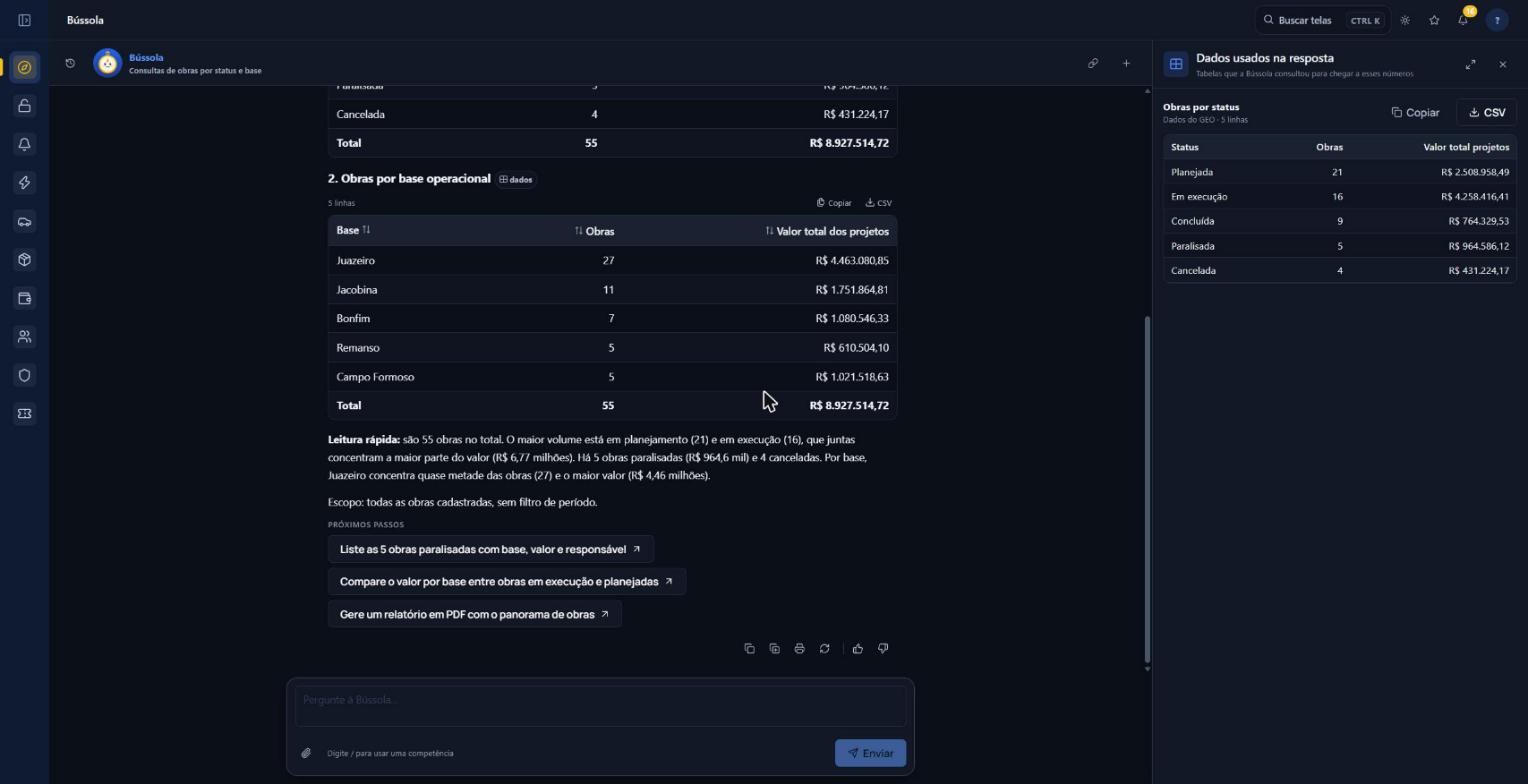 Bússola
Buscar telas CTRL K
16
?
Bússola
Consultas de obras por status e base
Paralisada 5 R$ 964.586,12
Cancelada 4 R$ 431.224,17
Total 55 R$ 8.927.514,72
2. Obras por base operacional dados
5 linhas Copiar CSV
Base Obras Valor total dos projetos
Juazeiro 27 R$ 4.463.080,85
Jacobina 11 R$ 1.751.864,81
Bonfim 7 R$ 1.080.546,33
Remanso 5 R$ 610.504,10
Campo Formoso 5 R$ 1.021.518,63
Total 55 R$ 8.927.514,72
Leitura rápida: são 55 obras no total. O maior volume está em planejamento (21) e em execução (16), que juntas
concentram a maior parte do valor (R$ 6,77 milhões). Há 5 obras paralisadas (R$ 964,6 mil) e 4 canceladas. Por base,
Juazeiro concentra quase metade das obras (27) e o maior valor (R$ 4,46 milhões).
Escopo: todas as obras cadastradas, sem filtro de período.
PRÓXIMOS PASSOS
Liste as 5 obras paralisadas com base, valor e responsável
Compare o valor por base entre obras em execução e planejadas
Gere um relatório em PDF com o panorama de obras
Pergunte à Bússola...
Digite / para usar uma competência
Enviar
Dados usados na resposta
Tabelas que a Bússola consultou para chegar a esses números
Obras por status
Dados do GEO · 5 linhas
Copiar CSV
Status Obras Valor total projetos
Planejada 21 R$ 2.508.958,49
Em execução 16 R$ 4.258.416,41
Concluída 9 R$ 764.329,53
Paralisada 5 R$ 964.586,12
Cancelada 4 R$ 431.224,17